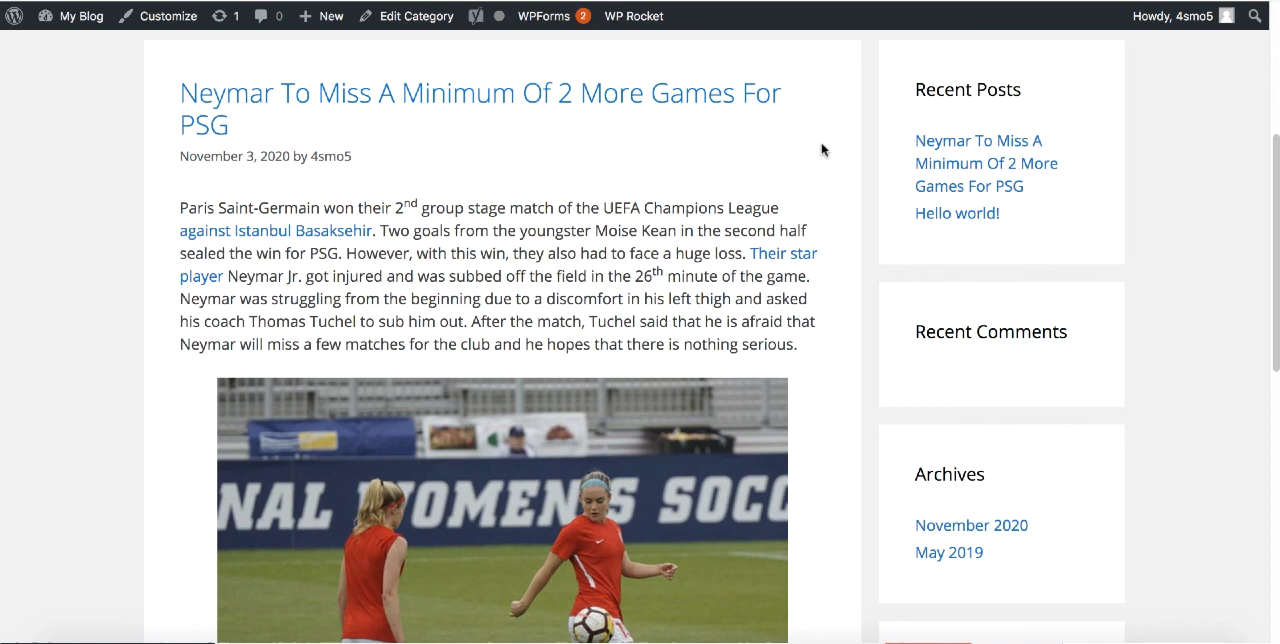 My Blog Customize 1 0 New Edit Category WPForms 2 WP Rocket Howdy, 4smo5
Neymar To Miss A Minimum Of 2 More Games For
PSG
November 3, 2020 by 4smo5
Paris Saint-Germain won their 2nd group stage match of the UEFA Champions League
against Istanbul Basaksehir. Two goals from the youngster Moise Kean in the second half
sealed the win for PSG. However, with this win, they also had to face a huge loss. Their star
player Neymar Jr. got injured and was subbed off the field in the 26th minute of the game.
Neymar was struggling from the beginning due to a discomfort in his left thigh and asked
his coach Thomas Tuchel to sub him out. After the match, Tuchel said that he is afraid that
Neymar will miss a few matches for the club and he hopes that there is nothing serious.
NAL WOMEN'S SOCC
Recent Posts
Neymar To Miss A
Minimum Of 2 More
Games For PSG
Hello world!
Recent Comments
Archives
November 2020
May 2019